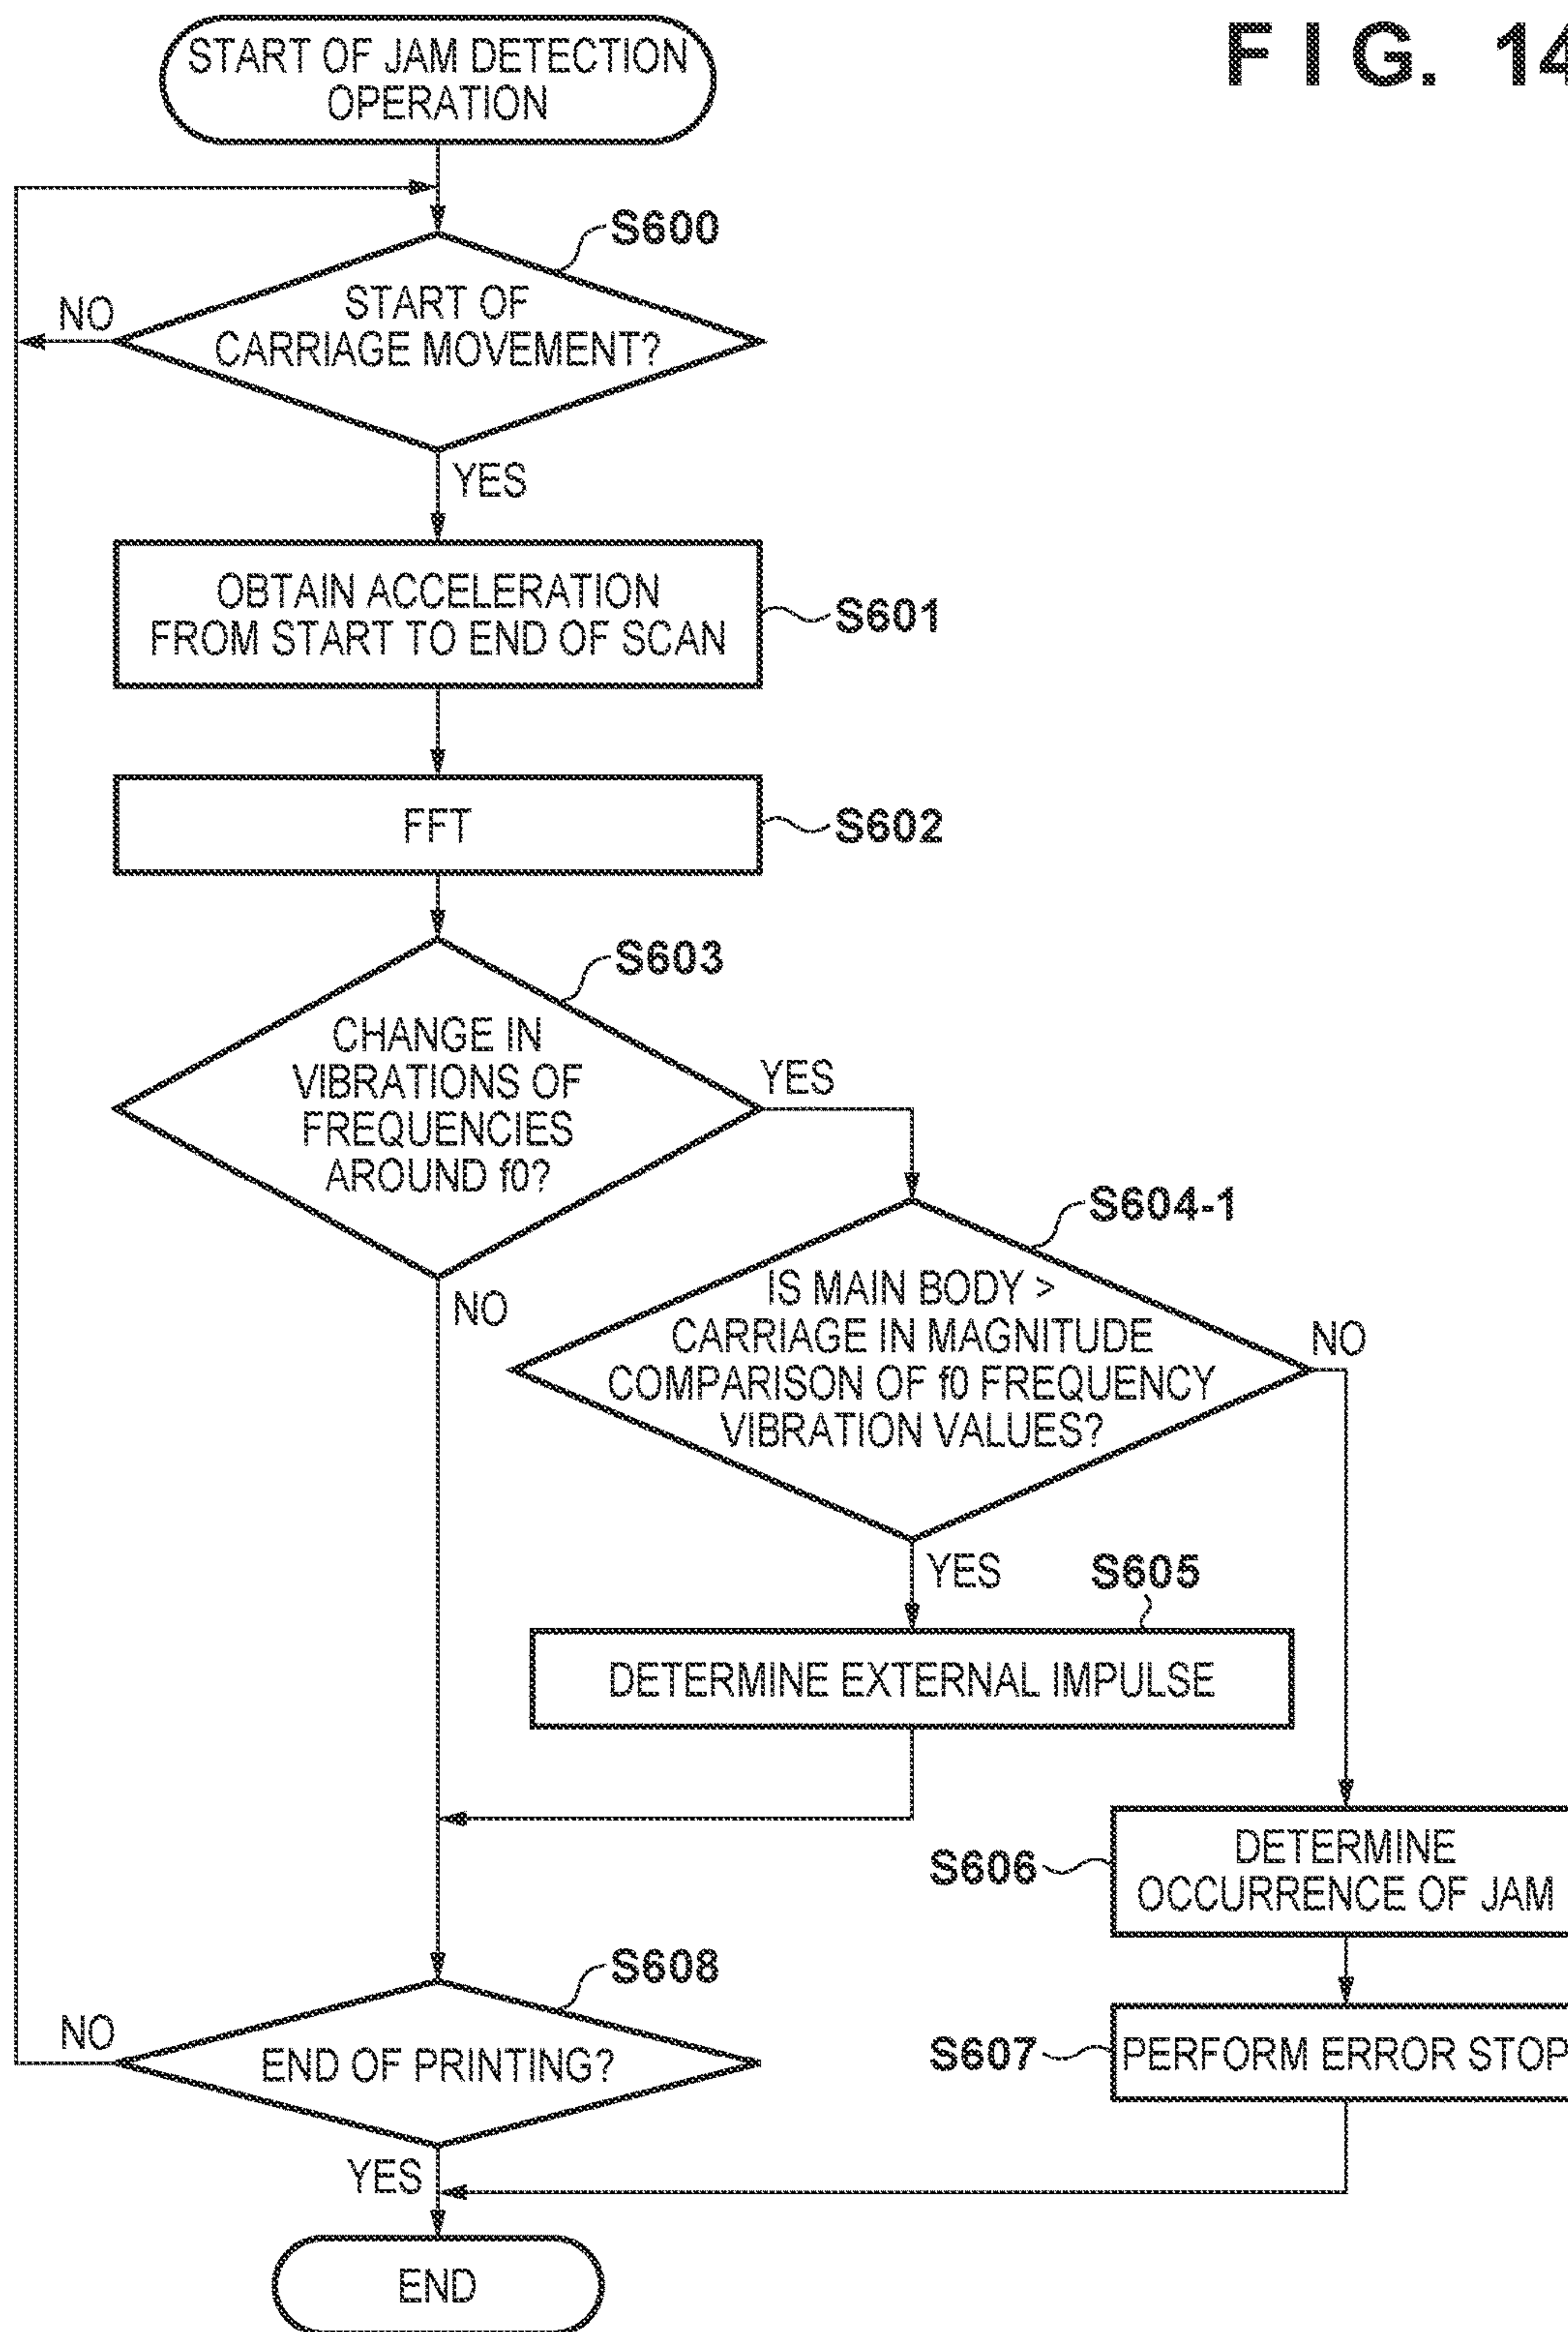 FIG. 14
START OF JAM DETECTION
OPERATION
S600
START OF
CARRIAGE MOVEMENT?
NO
YES
OBTAIN ACCELERATION
FROM START TO END OF SCAN
S601
FFT
S602
S603
CHANGE IN
VIBRATIONS OF
FREQUENCIES
AROUND f0?
YES
NO
S604-1
IS MAIN BODY >
CARRIAGE IN MAGNITUDE
COMPARISON OF f0 FREQUENCY
VIBRATION VALUES?
NO
YES
S605
DETERMINE EXTERNAL IMPULSE
S606
DETERMINE
OCCURRENCE OF JAM
S607
PERFORM ERROR STOP
S608
END OF PRINTING?
NO
YES
END